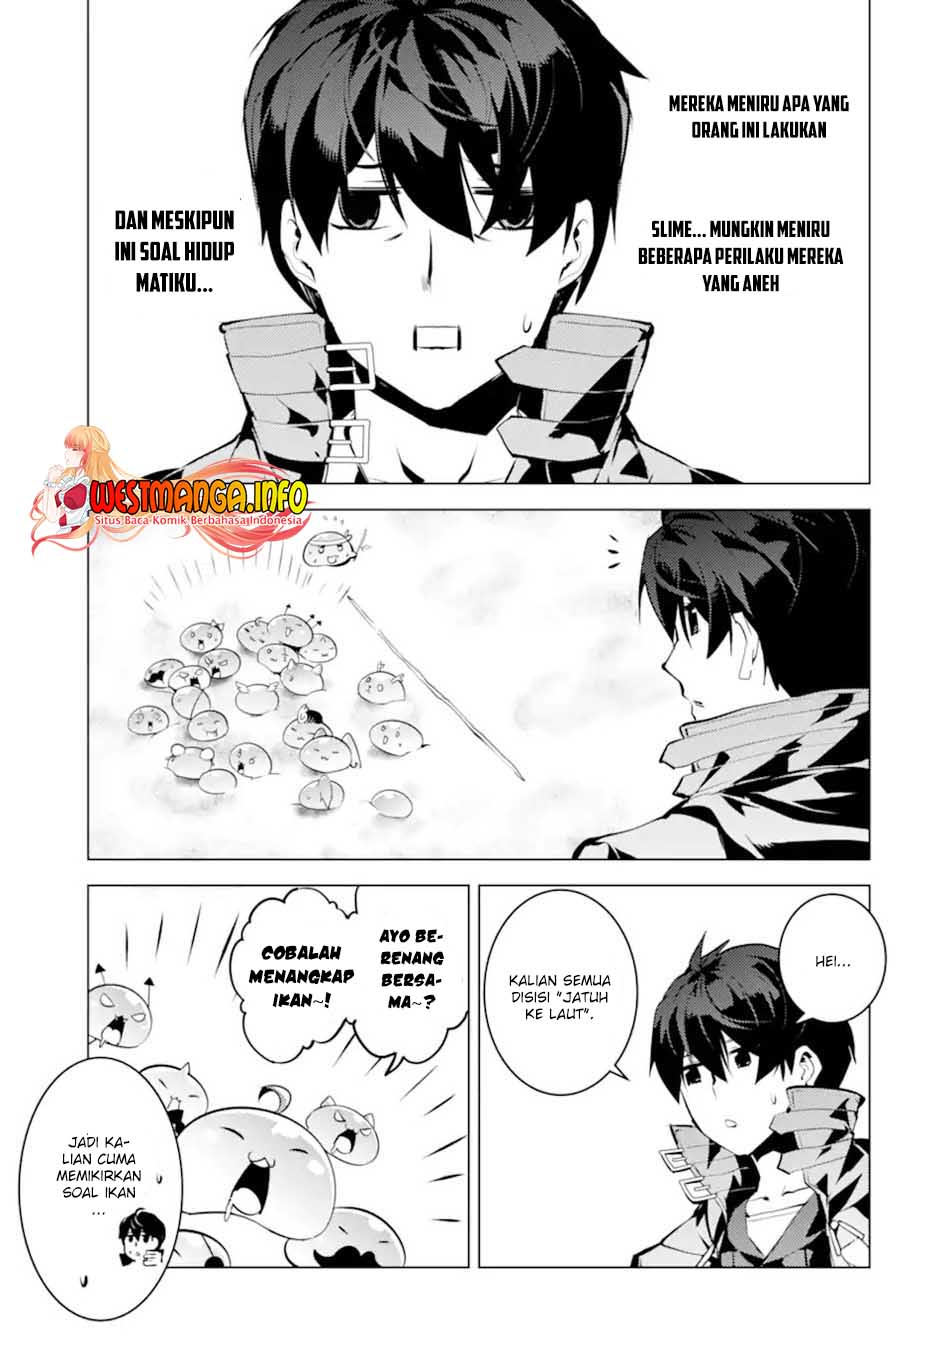 MEREKA MENIRU APA YANG
ORANG INI LAKUKAN
SLIME... MUNGKIN MENIRU
BEBERAPA PERILAKU MEREKA
YANG ANEH
DAN MESKIPUN
INI SOAL HIDUP
MATIKU...
WESTMANGA.INFO
Situs Baca Komik Berbahasa Indonesia
HEI...
KALIAN SEMUA
DISISI "JATUH
KE LAUT".
AYO BE-
RENANG
BERSA-
MA~?
COBALAH
MENANGKAP
IKAN~!
JADI KA-
LIAN CUMA
MEMIKIRKAN
SOAL IKAN
...